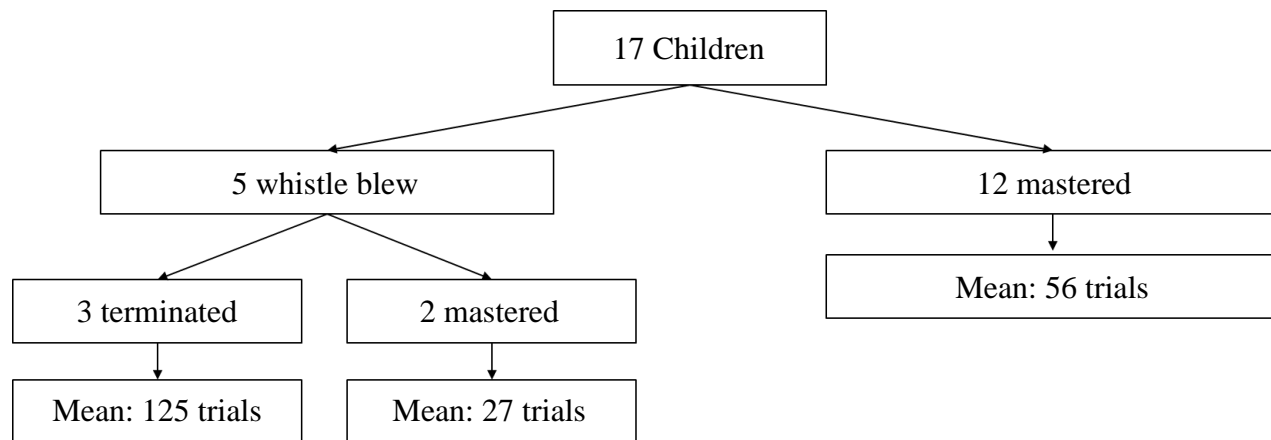 17 Children
5 whistle blew
12 mastered
3 terminated
2 mastered
Mean: 56 trials
Mean: 125 trials
Mean: 27 trials